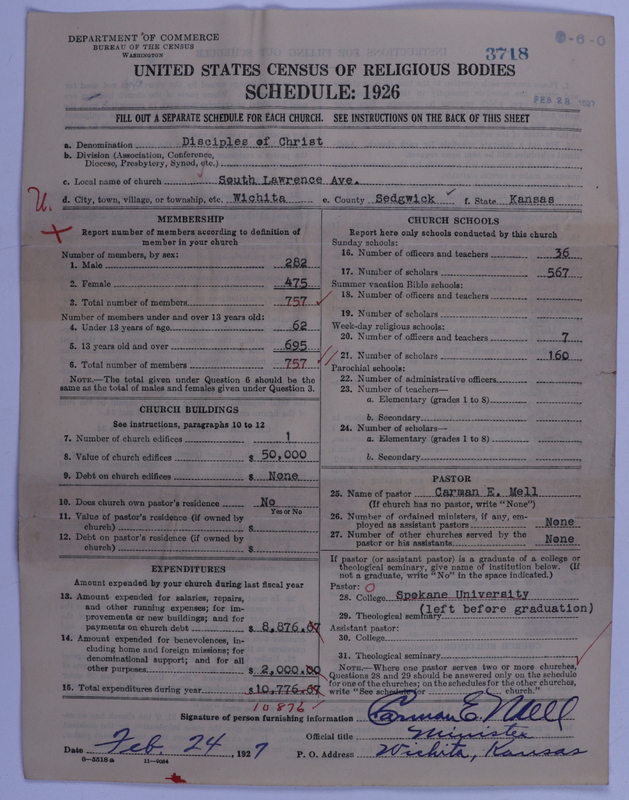 DEPARTMENT OF COMMERCE
BUREAU OF THE CENSUS
WASHINGTON
3718
-6-0
UNITED STATES CENSUS OF RELIGIOUS BODIES
SCHEDULE: 1926
FEB 28 1927
FILL OUT A SEPARATE SCHEDULE FOR EACH CHURCH. SEE INSTRUCTIONS ON THE BACK OF THIS SHEET
a. Denomination Disciples of Christ
b. Division (Association, Conference,
Diocese, Presbytery, Synod, etc.)
c. Local name of church South Lawrence Ave.
d. City, town, village, or township, etc. Wichita e. County Sedgwick f. State Kansas
U.
MEMBERSHIP
Report number of members according to definition of
member in your church
Number of members, by sex:
1. Male 282
2. Female 475
3. Total number of members 757
Number of members under and over 13 years old:
4. Under 13 years of age 62
5. 13 years old and over 695
6. Total number of members 757
NOTE.—The total given under Question 6 should be the
same as the total of males and females given under Question 3.
CHURCH BUILDINGS
See instructions, paragraphs 10 to 12
7. Number of church edifices 1
8. Value of church edifices $ 50,000
9. Debt on church edifices $ None
10. Does church own pastor's residence No
Yes or No
11. Value of pastor's residence (if owned by
church) $
12. Debt on pastor's residence (if owned by
church) $
EXPENDITURES
Amount expended by your church during last fiscal year
13. Amount expended for salaries, repairs,
and other running expenses; for im-
provements or new buildings; and for
payments on church debt $ 8,876.67
14. Amount expended for benevolences, in-
cluding home and foreign missions; for
denominational support; and for all
other purposes $ 2,000.00
15. Total expenditures during year $10,776.67
10876
CHURCH SCHOOLS
Report here only schools conducted by this church
Sunday schools:
16. Number of officers and teachers 36
17. Number of scholars 567
Summer vacation Bible schools:
18. Number of officers and teachers
19. Number of scholars
Week-day religious schools:
20. Number of officers and teachers 7
21. Number of scholars 160
Parochial schools:
22. Number of administrative officers
23. Number of teachers—
a. Elementary (grades 1 to 8)
b. Secondary
24. Number of scholars—
a. Elementary (grades 1 to 8)
b. Secondary
PASTOR
25. Name of pastor Carman E. Mell
(If church has no pastor, write "None")
26. Number of ordained ministers, if any, em-
ployed as assistant pastors None
27. Number of other churches served by the
pastor or his assistants None
If pastor (or assistant pastor) is a graduate of a college or
theological seminary, give name of institution below. (If
not a graduate, write "No" in the space indicated.)
Pastor:
28. College Spokane University
(left before graduation)
29. Theological seminary
Assistant pastor:
30. College
31. Theological seminary
NOTE.—Where one pastor serves two or more churches,
Questions 28 and 29 should be answered only on the schedule
for one of the churches; on the schedules for the other churches,
write "See schedule for church."
Signature of person furnishing information Carman E. Mell
Official title Minister
Date Feb. 24, 1927 P. O. Address Wichita, Kansas
8—5518a 11—9064